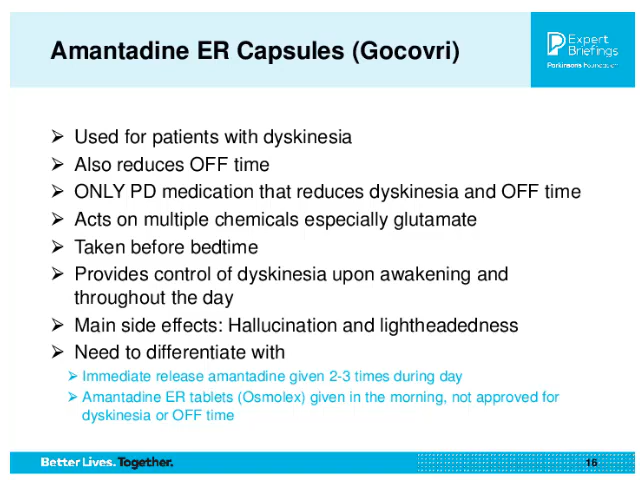 Amantadine ER Capsules (Gocovri)
Expert
Briefings
Parkinson's Foundation
➤ Used for patients with dyskinesia
➤ Also reduces OFF time
➤ ONLY PD medication that reduces dyskinesia and OFF time
➤ Acts on multiple chemicals especially glutamate
➤ Taken before bedtime
➤ Provides control of dyskinesia upon awakening and
throughout the day
➤ Main side effects: Hallucination and lightheadedness
➤ Need to differentiate with
➤ Immediate release amantadine given 2-3 times during day
➤ Amantadine ER tablets (Osmolex) given in the morning, not approved for
dyskinesia or OFF time
Better Lives. Together.
16